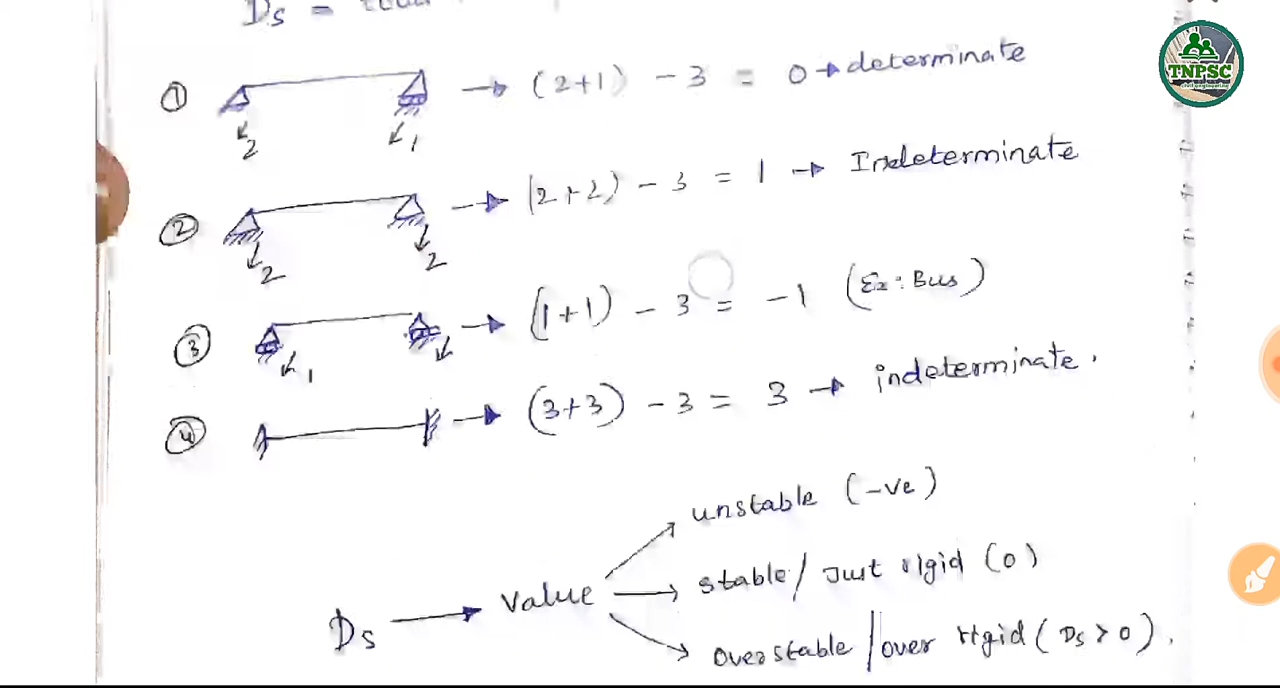 Ds =
TNPSC
① → (2+1) - 3 = 0 → determinate
2 1
② → (2+2) - 3 = 1 → Indeterminate
2 2
③ → (1+1) - 3 = -1 (Ex: Bus)
1
④ → (3+3) - 3 = 3 → indeterminate.
unstable (-ve)
Ds → Value → stable / Just rigid (0)
overstable / over rigid (Ds > 0).